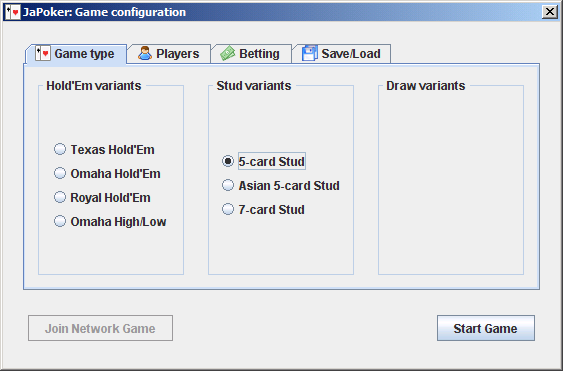 JaPoker: Game configuration
Game type
Players
Betting
Save/Load
Hold'Em variants
Texas Hold'Em
Omaha Hold'Em
Royal Hold'Em
Omaha High/Low
Stud variants
5-card Stud
Asian 5-card Stud
7-card Stud
Draw variants
Join Network Game
Start Game